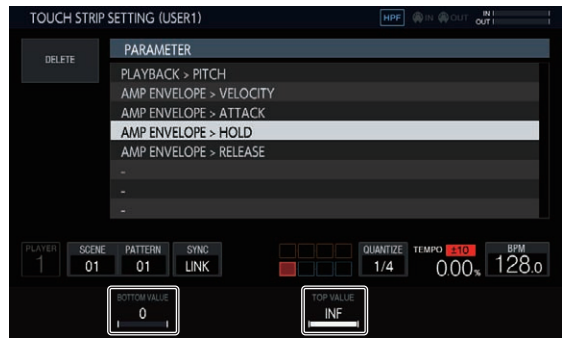 TOUCH STRIP SETTING (USER1)
HPF IN OUT IN OUT
DELETE
PARAMETER
PLAYBACK > PITCH
AMP ENVELOPE > VELOCITY
AMP ENVELOPE > ATTACK
AMP ENVELOPE > HOLD
AMP ENVELOPE > RELEASE
-
-
-
PLAYER SCENE PATTERN SYNC QUANTIZE TEMPO ±10 BPM
1 01 01 LINK 1/4 0.00% 128.0
BOTTOM VALUE TOP VALUE
0 INF